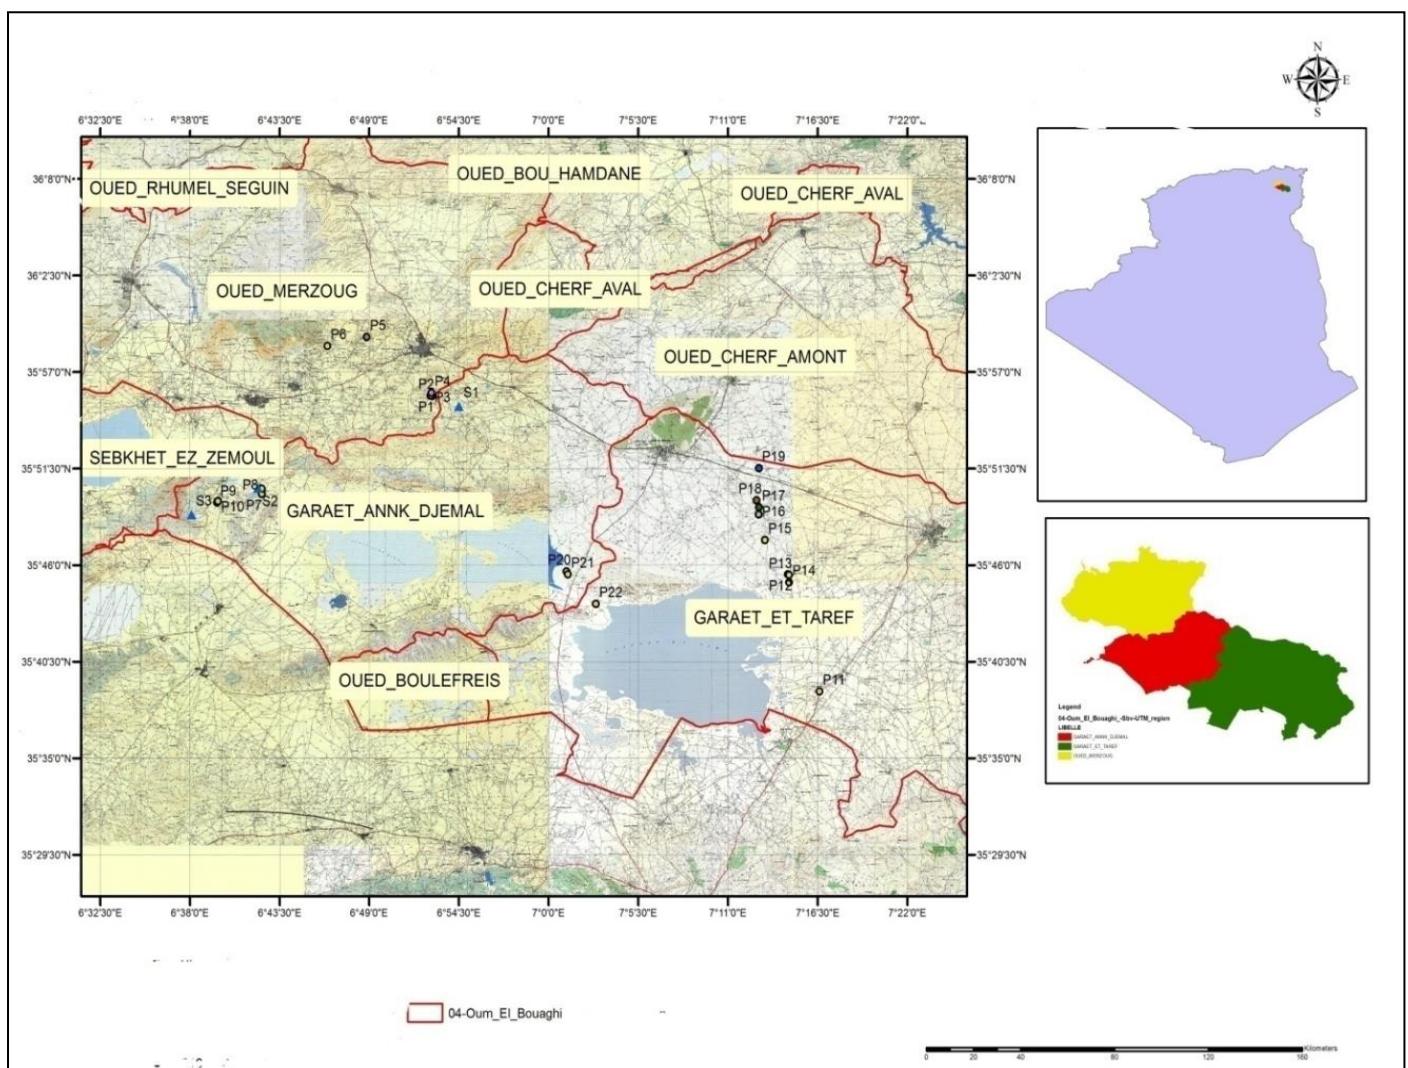 N
W E
S
6°32'30"E 6°38'0"E 6°43'30"E 6°49'0"E 6°54'30"E 7°0'0"E 7°5'30"E 7°11'0"E 7°16'30"E 7°22'0"E
36°8'0"N 36°8'0"N
OUED_RHUMEL_SEGUIN
OUED_BOU_HAMDANE
OUED_CHERF_AVAL
36°2'30"N 36°2'30"N
OUED_MERZOUG
OUED_CHERF_AVAL
P6 P5
OUED_CHERF_AMONT
35°57'0"N 35°57'0"N
P2 P4
P1 P3 S1
SEBKHET_EZ_ZEMOUL
35°51'30"N 35°51'30"N
P19
P9 P8
S3 P10 P7 S2
GARAET_ANNK_DJEMAL
P18 P17
P16
P15
35°46'0"N 35°46'0"N
P20 P21
P13 P14
P12
P22
GARAET_ET_TAREF
35°40'30"N 35°40'30"N
OUED_BOULEFREIS
P11
35°35'0"N 35°35'0"N
35°29'30"N 35°29'30"N
6°32'30"E 6°38'0"E 6°43'30"E 6°49'0"E 6°54'30"E 7°0'0"E 7°5'30"E 7°11'0"E 7°16'30"E 7°22'0"E
Legend
04-Oum_El_Bouaghi_-Sbv-UTM_region
LIBELLE
GARAET_ANNK_DJEMAL
GARAET_ET_TAREF
OUED_MERZOUG
04-Oum_El_Bouaghi
Kilometers
0 20 40 80 120 160